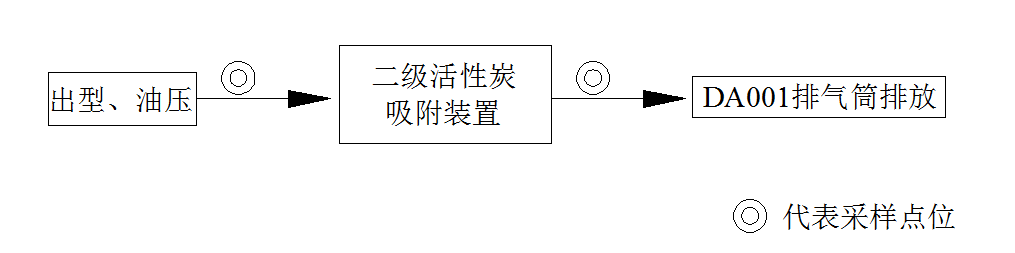 出型、油压
二级活性炭
吸附装置
DA001排气筒排放
代表采样点位